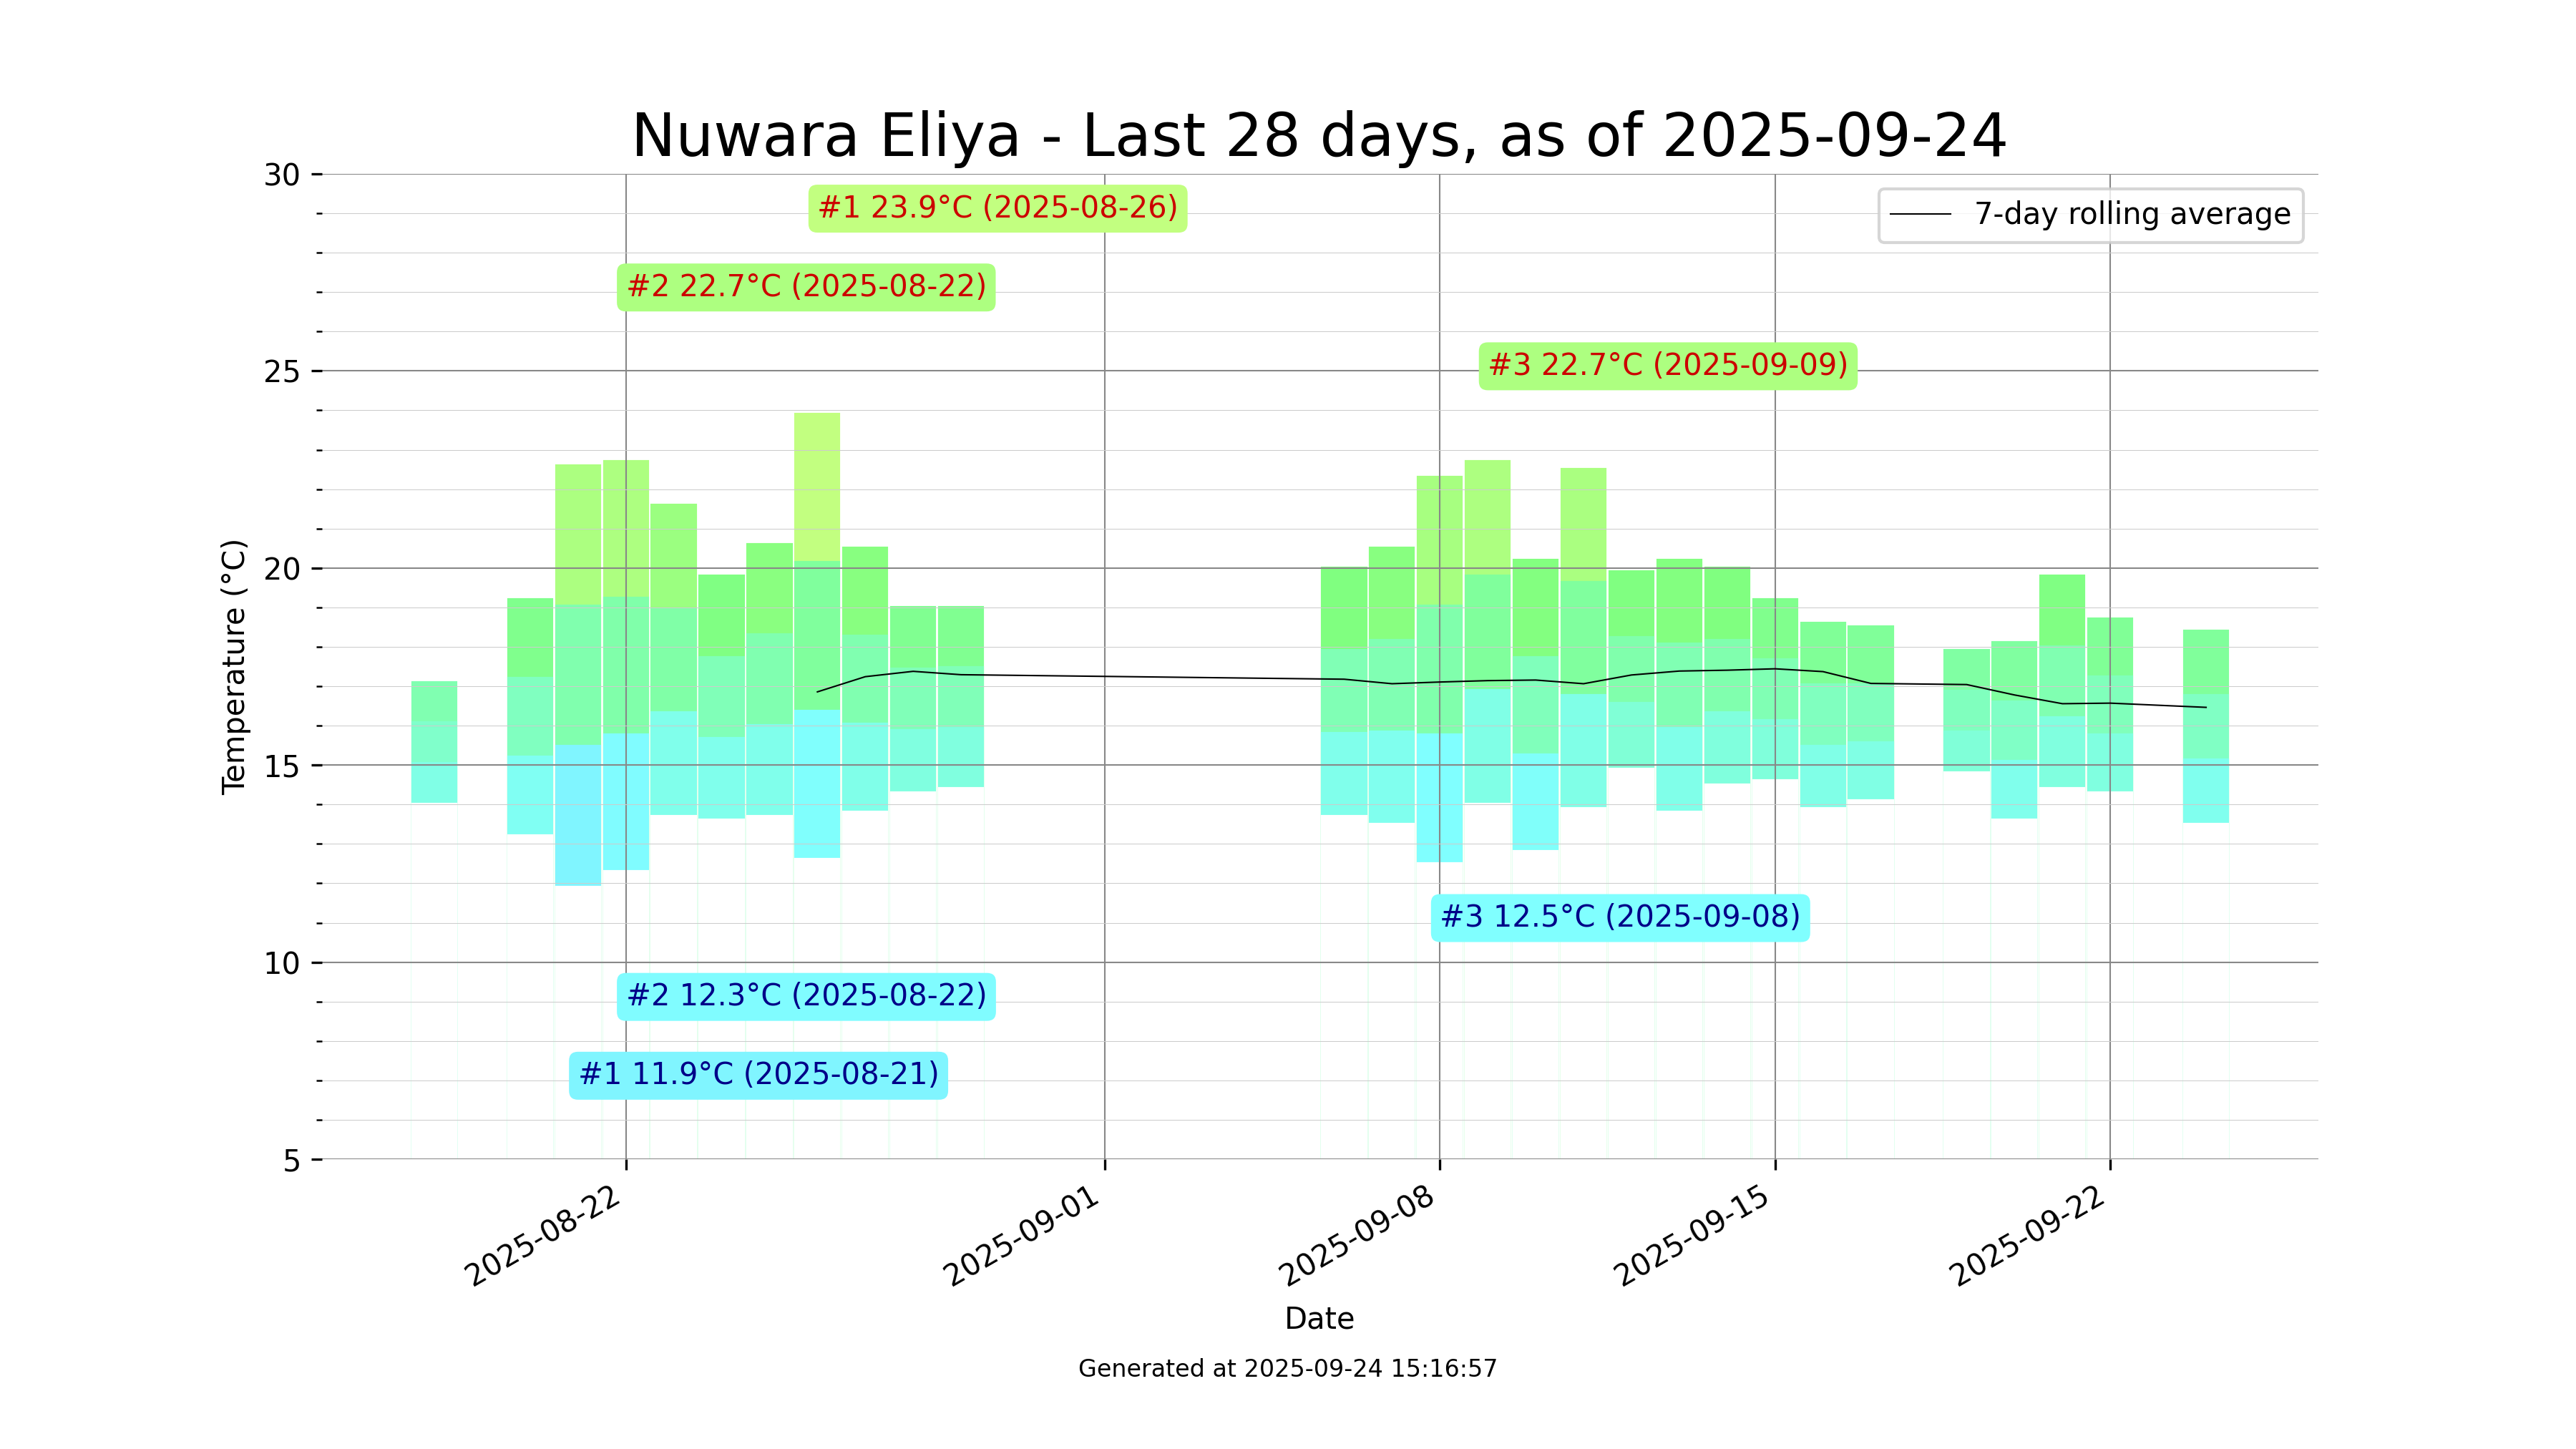 Nuwara Eliya - Last 28 days, as of 2025-09-24
30
#1 23.9°C (2025-08-26)
7-day rolling average
#2 22.7°C (2025-08-22)
#3 22.7°C (2025-09-09)
25
20
Temperature (°C)
15
#3 12.5°C (2025-09-08)
10
#2 12.3°C (2025-08-22)
#1 11.9°C (2025-08-21)
5
2025-08-22
2025-09-01
2025-09-08
2025-09-15
2025-09-22
Date
Generated at 2025-09-24 15:16:57